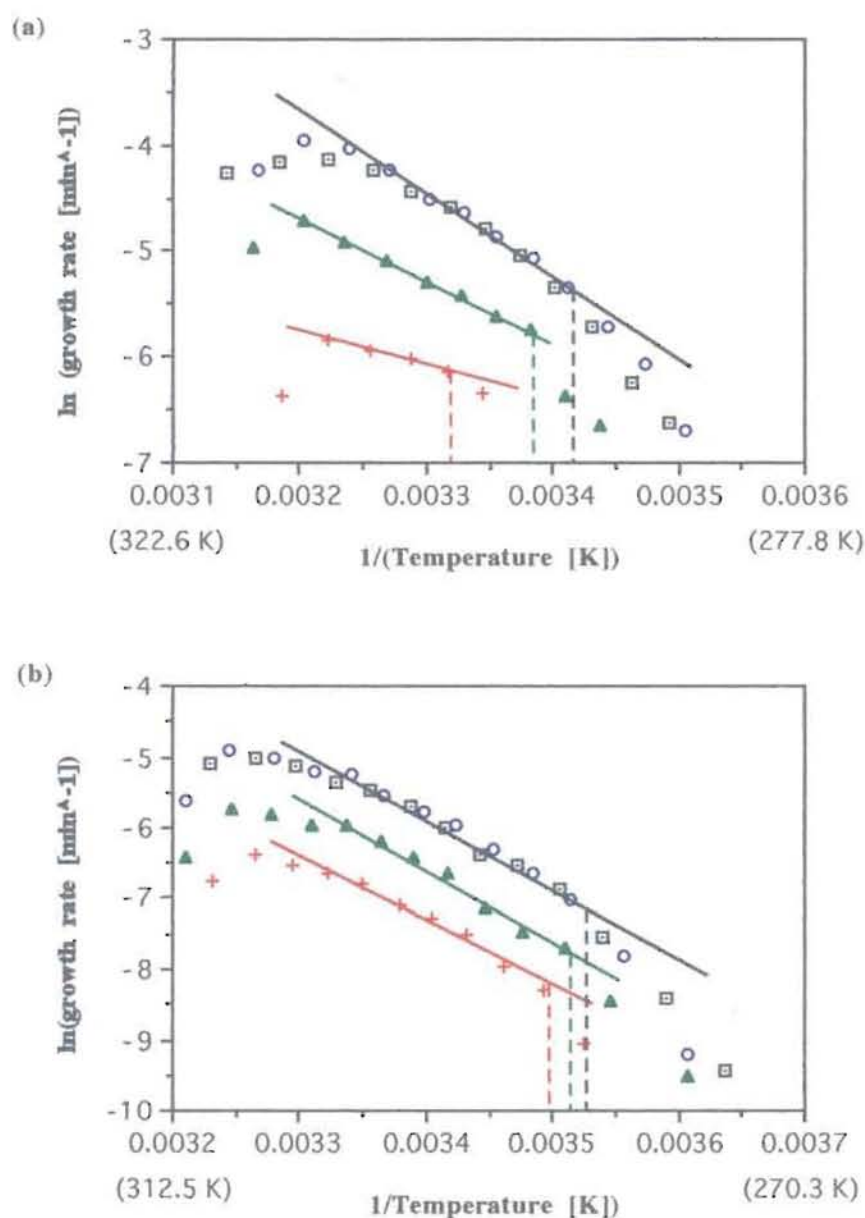 (a)
ln (growth rate [min^-1])
-3
-4
-5
-6
-7
0.0031 0.0032 0.0033 0.0034 0.0035 0.0036
(322.6 K) 1/(Temperature [K]) (277.8 K)
(b)
ln(growth rate [min^-1])
-4
-5
-6
-7
-8
-9
-10
0.0032 0.0033 0.0034 0.0035 0.0036 0.0037
(312.5 K) 1/Temperature [K]) (270.3 K)